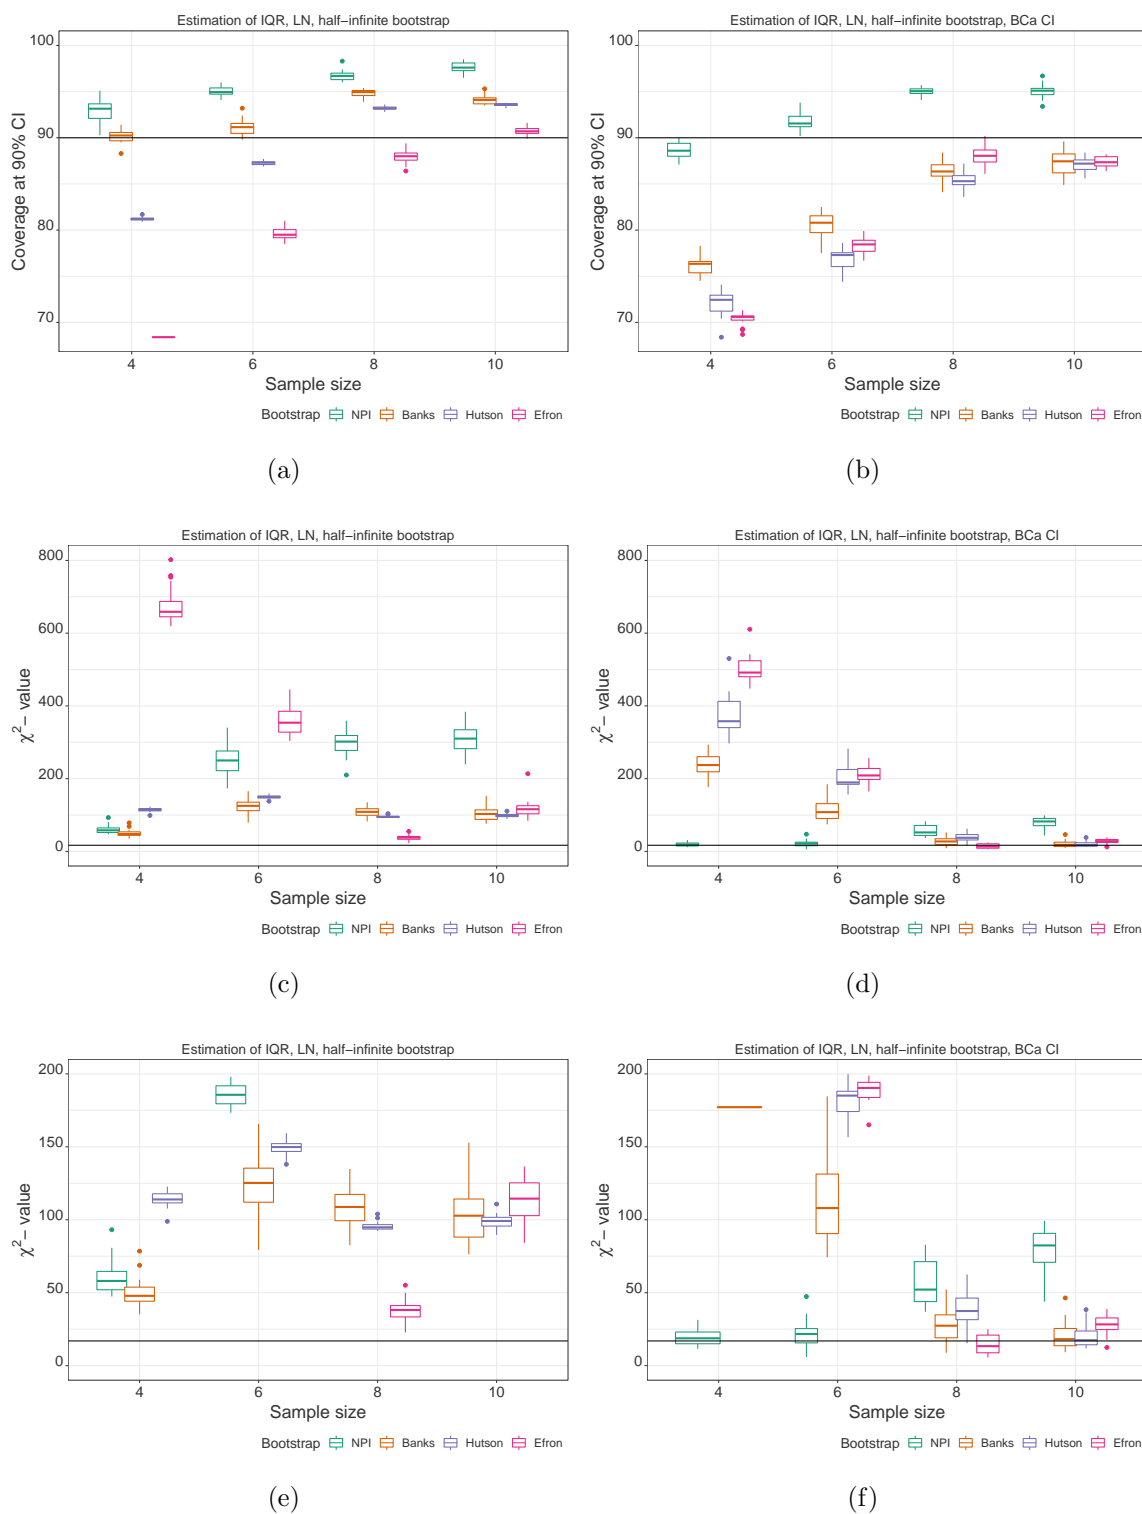 Estimation of IQR, LN, half−infinite bootstrap
100
90
80
70
Coverage at 90% CI
4
6
8
10
Sample size
Bootstrap NPI Banks Hutson Efron
(a)
Estimation of IQR, LN, half−infinite bootstrap, BCa CI
100
90
80
70
Coverage at 90% CI
4
6
8
10
Sample size
Bootstrap NPI Banks Hutson Efron
(b)
Estimation of IQR, LN, half−infinite bootstrap
800
600
400
200
0
χ²− value
4
6
8
10
Sample size
Bootstrap NPI Banks Hutson Efron
(c)
Estimation of IQR, LN, half−infinite bootstrap, BCa CI
800
600
400
200
0
χ²− value
4
6
8
10
Sample size
Bootstrap NPI Banks Hutson Efron
(d)
Estimation of IQR, LN, half−infinite bootstrap
200
150
100
50
0
χ²− value
4
6
8
10
Sample size
Bootstrap NPI Banks Hutson Efron
(e)
Estimation of IQR, LN, half−infinite bootstrap, BCa CI
200
150
100
50
0
χ²− value
4
6
8
10
Sample size
Bootstrap NPI Banks Hutson Efron
(f)